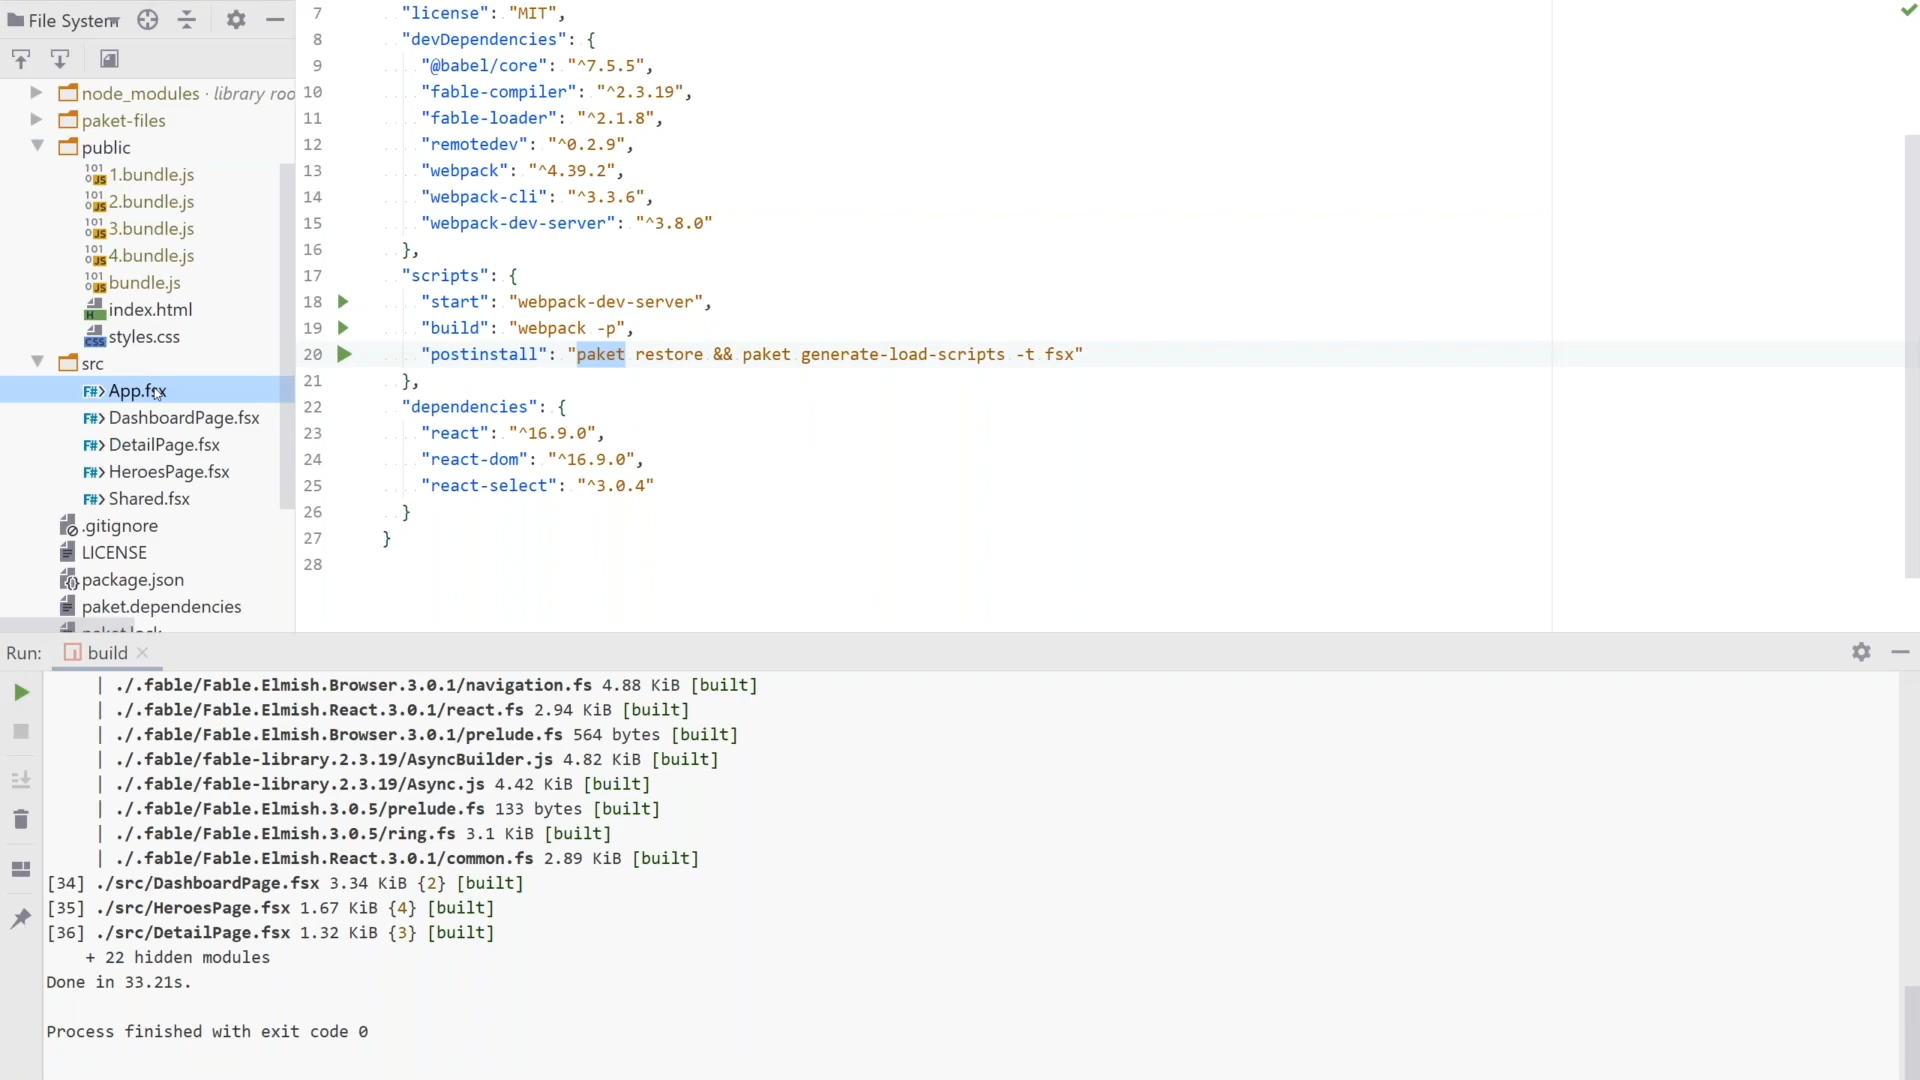 File System
node_modules · library roo
paket-files
public
1.bundle.js
2.bundle.js
3.bundle.js
4.bundle.js
bundle.js
index.html
styles.css
src
F#> App.fsx
F#> DashboardPage.fsx
F#> DetailPage.fsx
F#> HeroesPage.fsx
F#> Shared.fsx
.gitignore
LICENSE
package.json
paket.dependencies
paket.lock
7 "license": "MIT",
8 "devDependencies": {
9 "@babel/core": "^7.5.5",
10 "fable-compiler": "^2.3.19",
11 "fable-loader": "^2.1.8",
12 "remotedev": "^0.2.9",
13 "webpack": "^4.39.2",
14 "webpack-cli": "^3.3.6",
15 "webpack-dev-server": "^3.8.0"
16 },
17 "scripts": {
18 "start": "webpack-dev-server",
19 "build": "webpack -p",
20 "postinstall": "paket restore && paket generate-load-scripts -t fsx"
21 },
22 "dependencies": {
23 "react": "^16.9.0",
24 "react-dom": "^16.9.0",
25 "react-select": "^3.0.4"
26 }
27 }
28
Run: build
| ./.fable/Fable.Elmish.Browser.3.0.1/navigation.fs 4.88 KiB [built]
| ./.fable/Fable.Elmish.React.3.0.1/react.fs 2.94 KiB [built]
| ./.fable/Fable.Elmish.Browser.3.0.1/prelude.fs 564 bytes [built]
| ./.fable/fable-library.2.3.19/AsyncBuilder.js 4.82 KiB [built]
| ./.fable/fable-library.2.3.19/Async.js 4.42 KiB [built]
| ./.fable/Fable.Elmish.3.0.5/prelude.fs 133 bytes [built]
| ./.fable/Fable.Elmish.3.0.5/ring.fs 3.1 KiB [built]
| ./.fable/Fable.Elmish.React.3.0.1/common.fs 2.89 KiB [built]
[34] ./src/DashboardPage.fsx 3.34 KiB {2} [built]
[35] ./src/HeroesPage.fsx 1.67 KiB {4} [built]
[36] ./src/DetailPage.fsx 1.32 KiB {3} [built]
+ 22 hidden modules
Done in 33.21s.
Process finished with exit code 0